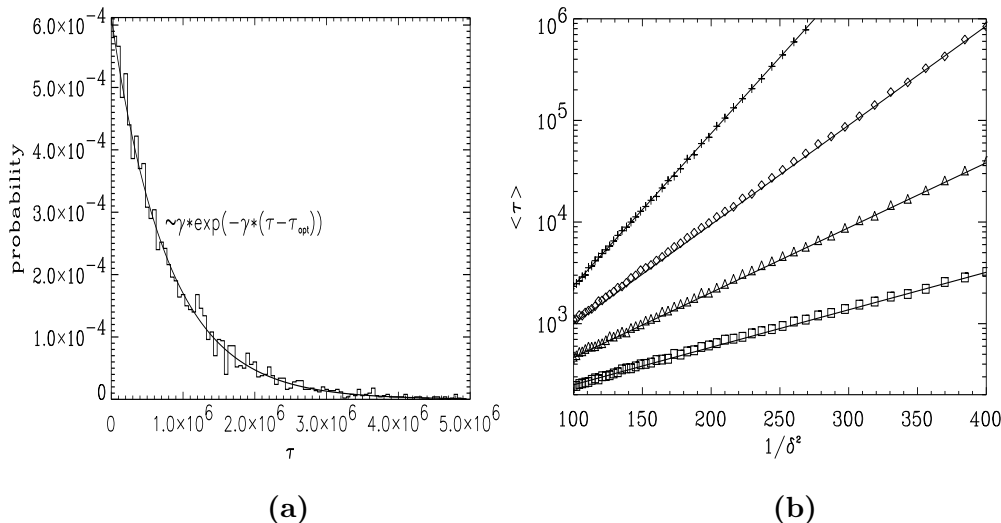 6.0×10⁻⁴
5.0×10⁻⁴
4.0×10⁻⁴
3.0×10⁻⁴
2.0×10⁻⁴
1.0×10⁻⁴
0
probability
~γ*exp(−γ*(τ−τopt))
0 1.0×10⁶ 2.0×10⁶ 3.0×10⁶ 4.0×10⁶ 5.0×10⁶
τ
(a)
10⁶
10⁵
10⁴
10³
<τ>
100 150 200 250 300 350 400
1/δ²
(b)